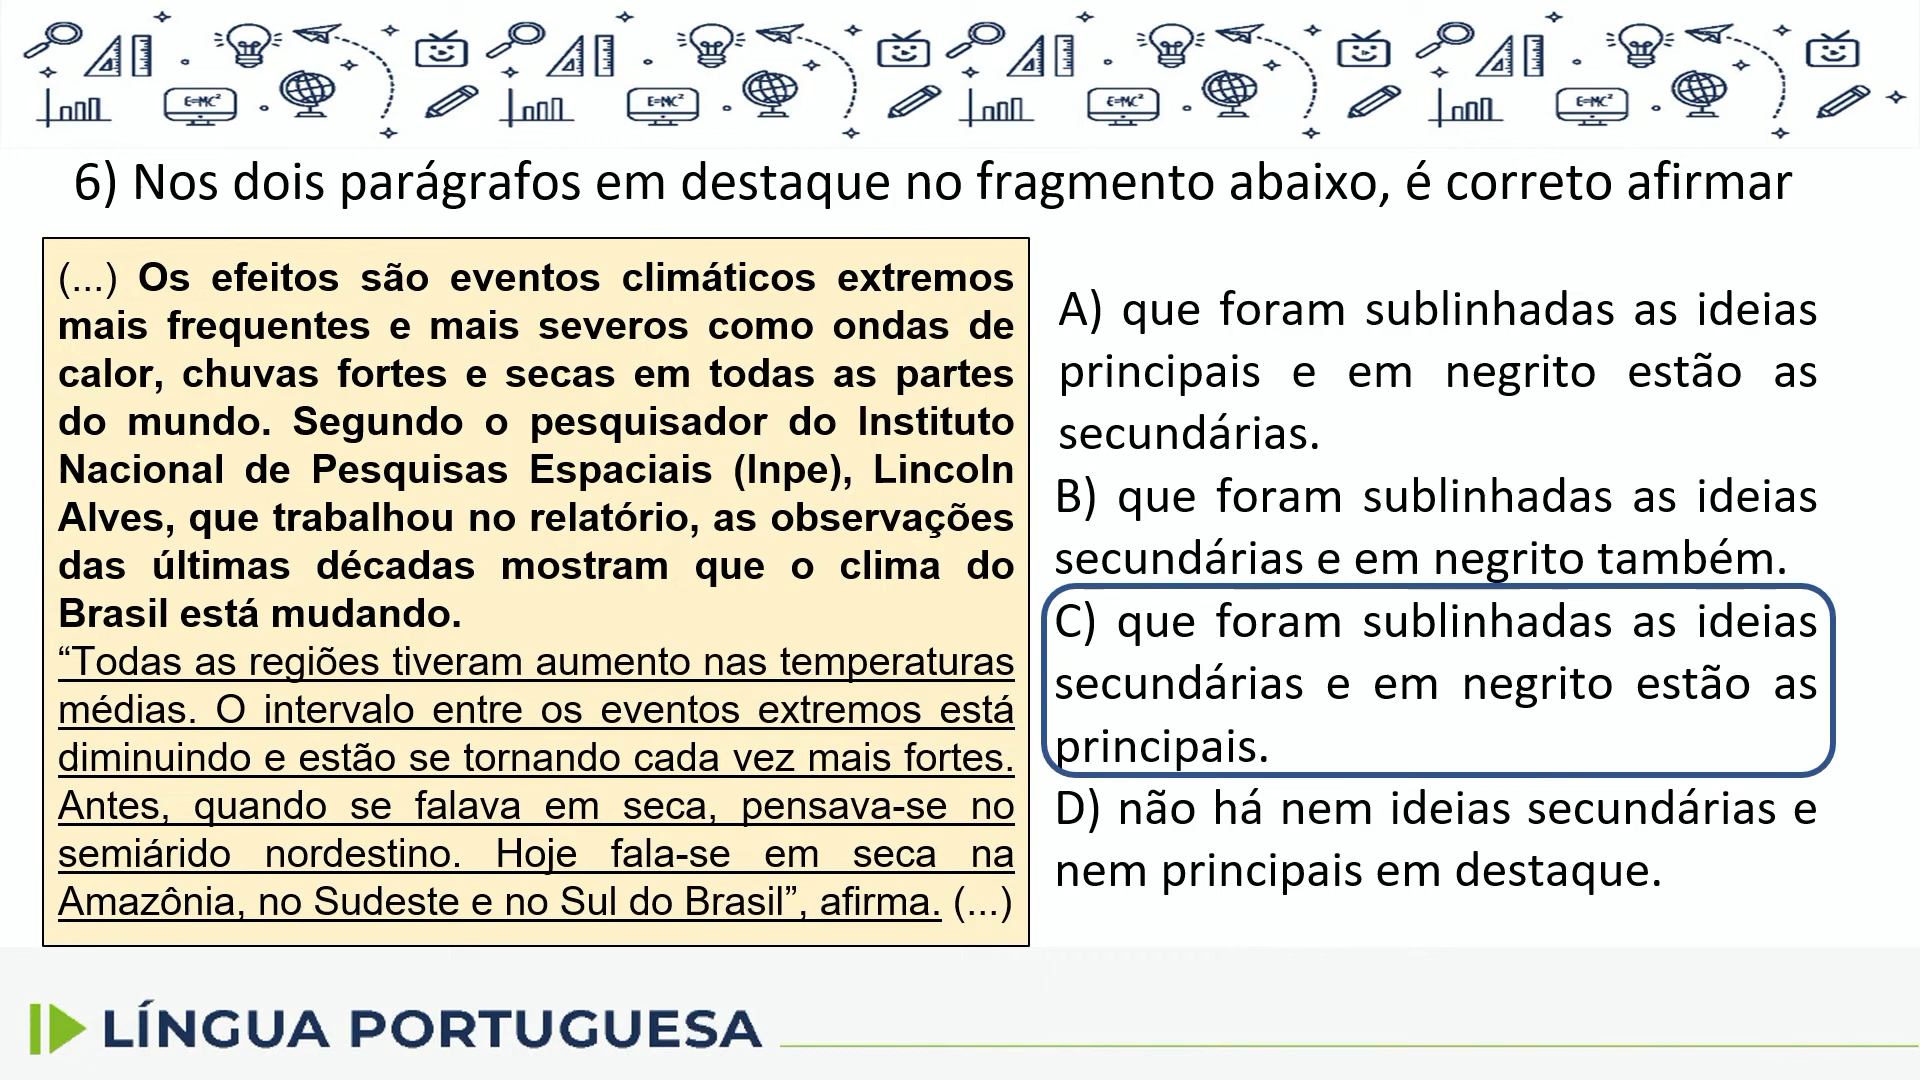 E=MC²
E=MC²
E=MC²
E=MC²
6) Nos dois parágrafos em destaque no fragmento abaixo, é correto afirmar
(...) Os efeitos são eventos climáticos extremos
mais frequentes e mais severos como ondas de
calor, chuvas fortes e secas em todas as partes
do mundo. Segundo o pesquisador do Instituto
Nacional de Pesquisas Espaciais (Inpe), Lincoln
Alves, que trabalhou no relatório, as observações
das últimas décadas mostram que o clima do
Brasil está mudando.
“Todas as regiões tiveram aumento nas temperaturas
médias. O intervalo entre os eventos extremos está
diminuindo e estão se tornando cada vez mais fortes.
Antes, quando se falava em seca, pensava-se no
semiárido nordestino. Hoje fala-se em seca na
Amazônia, no Sudeste e no Sul do Brasil”, afirma. (...)
A) que foram sublinhadas as ideias
principais e em negrito estão as
secundárias.
B) que foram sublinhadas as ideias
secundárias e em negrito também.
C) que foram sublinhadas as ideias
secundárias e em negrito estão as
principais.
D) não há nem ideias secundárias e
nem principais em destaque.
LÍNGUA PORTUGUESA